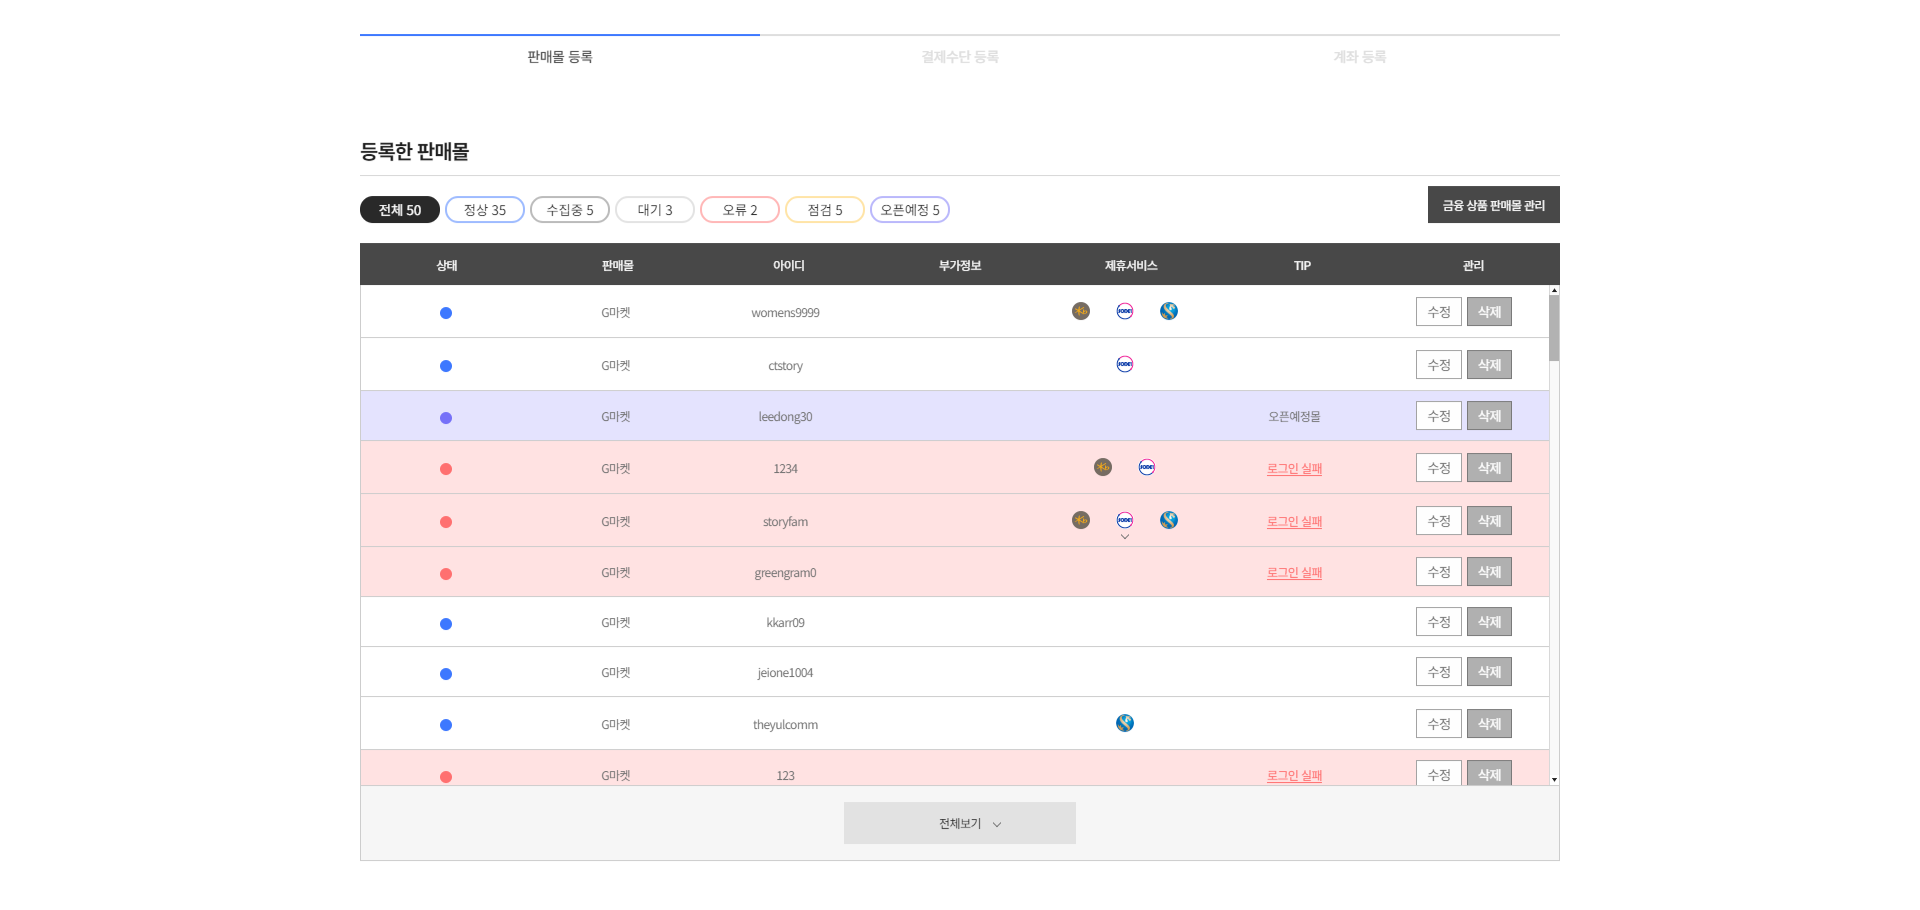 판매몰 등록 결제수단 등록 계좌 등록
등록한 판매몰
전체 50 정상 35 수집중 5 대기 3 오류 2 점검 5 오픈예정 5 금융 상품 판매몰 관리
상태 판매몰 아이디 부가정보 제휴서비스 TIP 관리
G마켓 womens9999 수정 삭제
G마켓 ctstory 수정 삭제
G마켓 leedong30 오픈예정몰 수정 삭제
G마켓 1234 로그인 실패 수정 삭제
G마켓 storyfam 로그인 실패 수정 삭제
G마켓 greengram0 로그인 실패 수정 삭제
G마켓 kkarr09 수정 삭제
G마켓 jeione1004 수정 삭제
G마켓 theyulcomm 수정 삭제
G마켓 123 로그인 실패 수정 삭제
전체보기